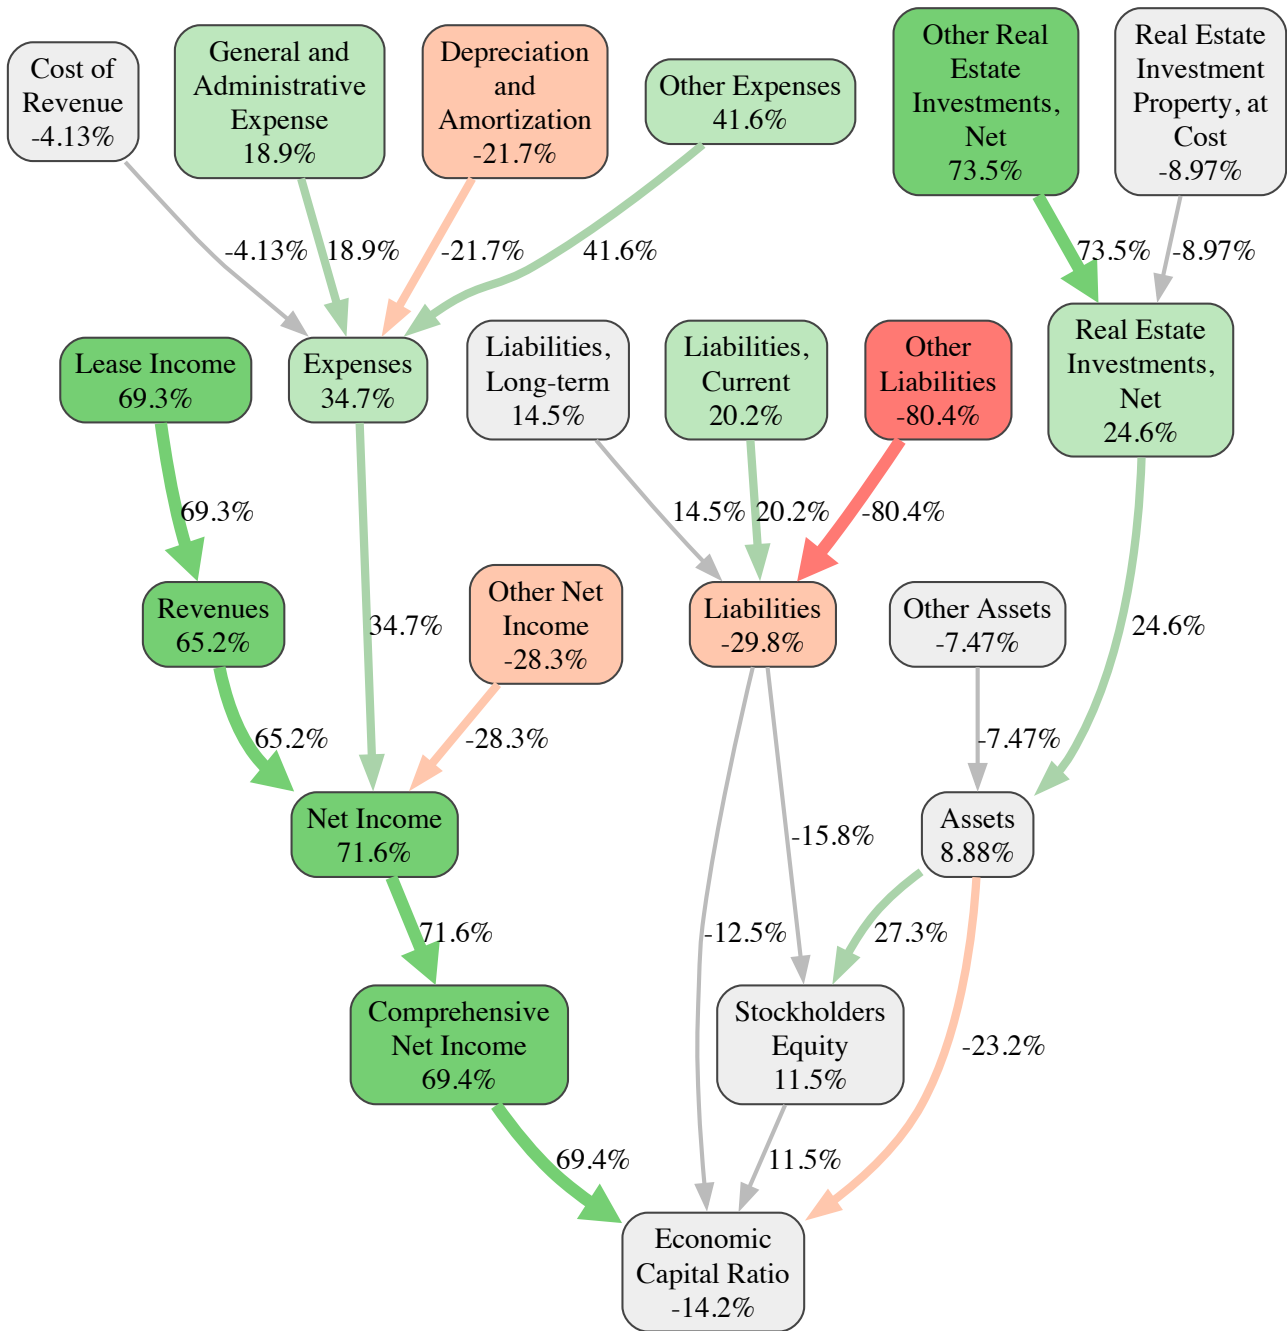 Cost of
Revenue
-4.13%
General and
Administrative
Expense
18.9%
Depreciation
and
Amortization
-21.7%
Other Expenses
41.6%
Other Real
Estate
Investments,
Net
73.5%
Real Estate
Investment
Property, at
Cost
-8.97%
-4.13%
18.9%
-21.7%
41.6%
73.5%
-8.97%
Lease Income
69.3%
Expenses
34.7%
Liabilities,
Long-term
14.5%
Liabilities,
Current
20.2%
Other
Liabilities
-80.4%
Real Estate
Investments,
Net
24.6%
69.3%
14.5%
20.2%
-80.4%
Revenues
65.2%
34.7%
Other Net
Income
-28.3%
Liabilities
-29.8%
Other Assets
-7.47%
24.6%
65.2%
-28.3%
-7.47%
Net Income
71.6%
-15.8%
Assets
8.88%
71.6%
-12.5%
27.3%
Comprehensive
Net Income
69.4%
Stockholders
Equity
11.5%
-23.2%
69.4%
11.5%
Economic
Capital Ratio
-14.2%